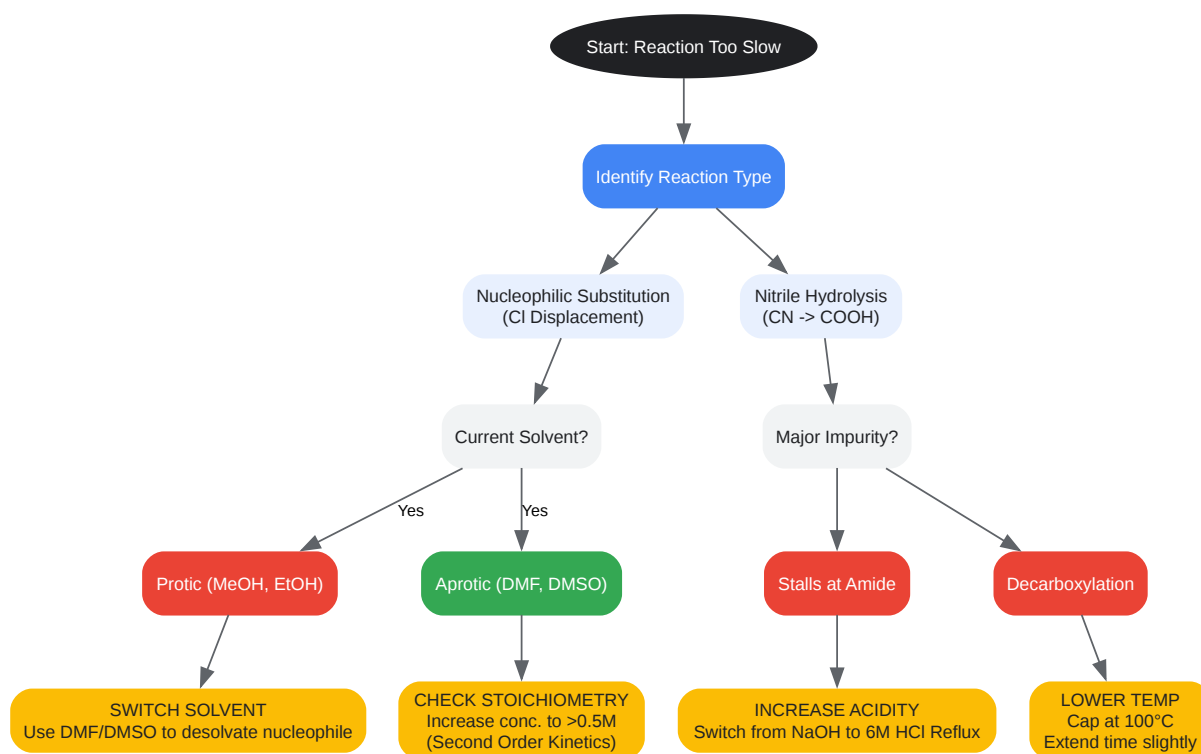 Start: Reaction Too Slow
Identify Reaction Type
Nucleophilic Substitution
(Cl Displacement)
Nitrile Hydrolysis
(CN -> COOH)
Current Solvent?
Major Impurity?
Yes
Yes
Protic (MeOH, EtOH)
Aprotic (DMF, DMSO)
Stalls at Amide
Decarboxylation
SWITCH SOLVENT
Use DMF/DMSO to desolvate nucleophile
CHECK STOICHIOMETRY
Increase conc. to >0.5M
(Second Order Kinetics)
INCREASE ACIDITY
Switch from NaOH to 6M HCl Reflux
LOWER TEMP
Cap at 100°C
Extend time slightly